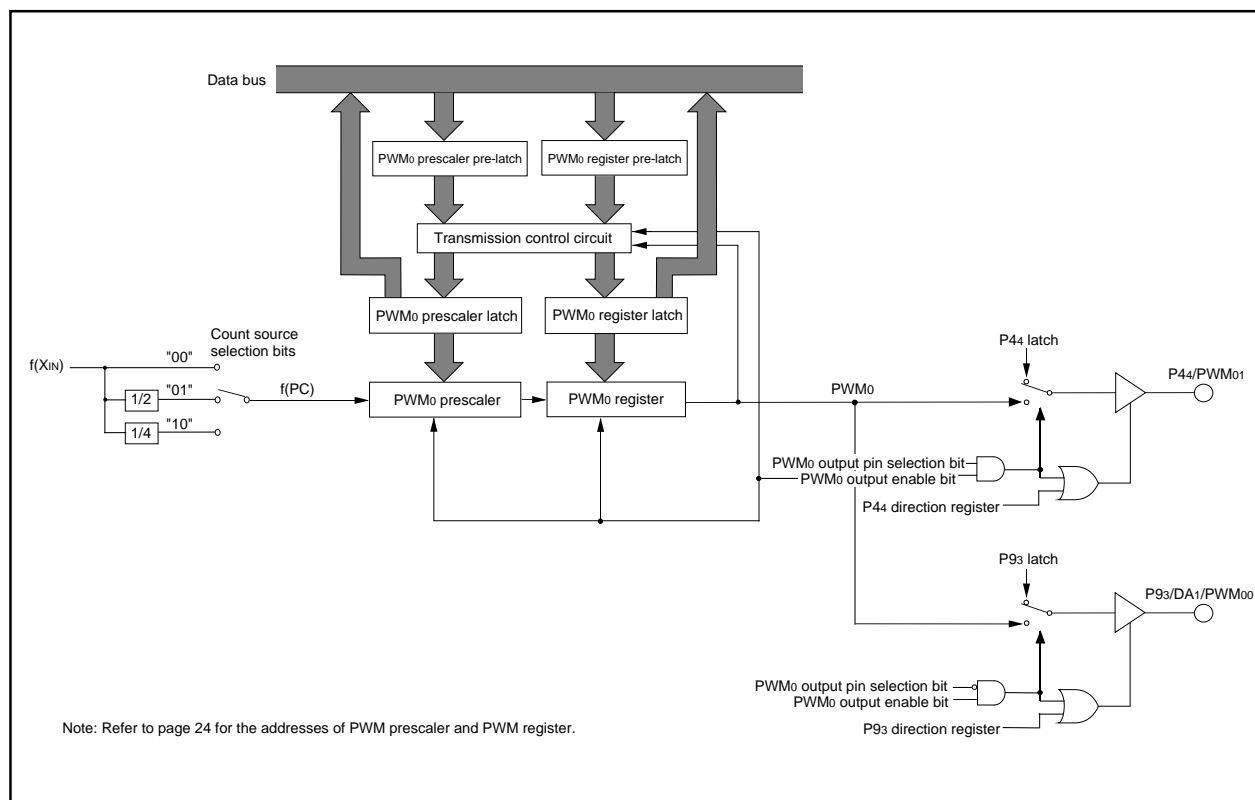 Data bus
PWM0 prescaler pre-latch
PWM0 register pre-latch
Transmission control circuit
PWM0 prescaler latch
PWM0 register latch
Count source
selection bits
f(XIN)
"00"
1/2
"01"
1/4
"10"
f(PC)
PWM0 prescaler
PWM0 register
PWM0
P44 latch
P44/PWM01
PWM0 output pin selection bit
PWM0 output enable bit
P44 direction register
P93 latch
P93/DA1/PWM00
PWM0 output pin selection bit
PWM0 output enable bit
P93 direction register
Note: Refer to page 24 for the addresses of PWM prescaler and PWM register.